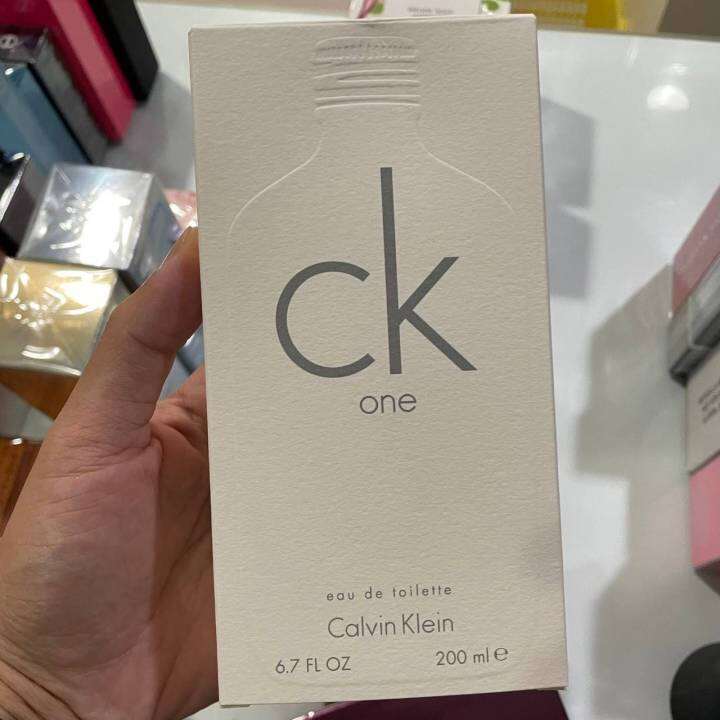 ck
one
eau de toilette
Calvin Klein
6.7 FL OZ 200 ml ℮